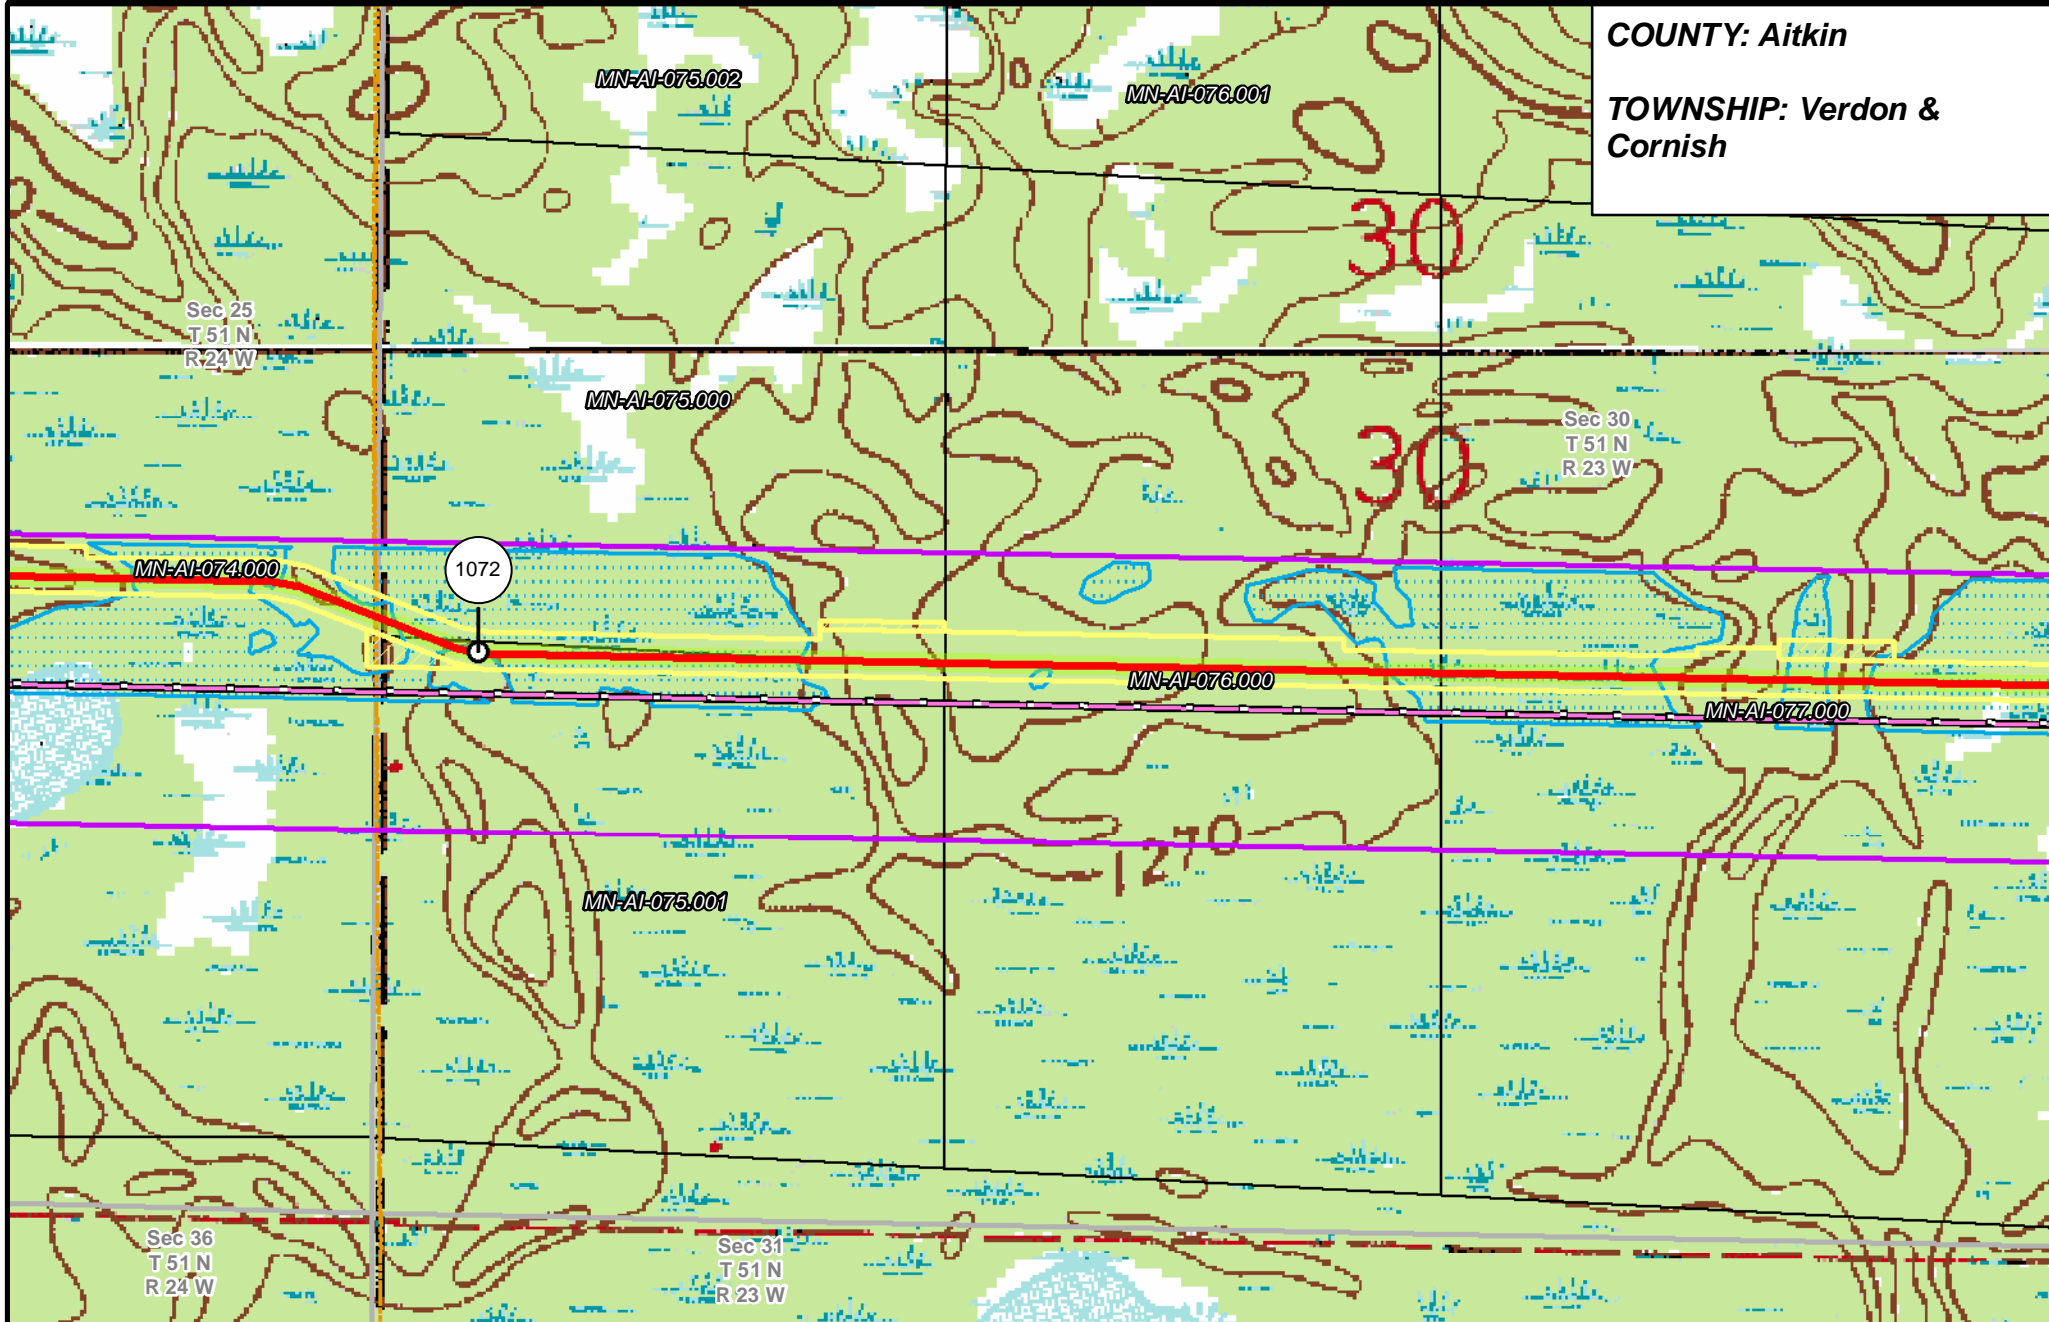 COUNTY: Aitkin
TOWNSHIP: Verdon &
Cornish
MN-AI-075.002
MN-AI-076.001
30
Sec 25
T 51 N
R 24 W
MN-AI-075.000
Sec 30
T 51 N
R 23 W
30
1072
MN-AI-074.000
MN-AI-076.000
MN-AI-077.000
1270
MN-AI-075.001
Sec 36
T 51 N
R 24 W
Sec 31
T 51 N
R 23 W